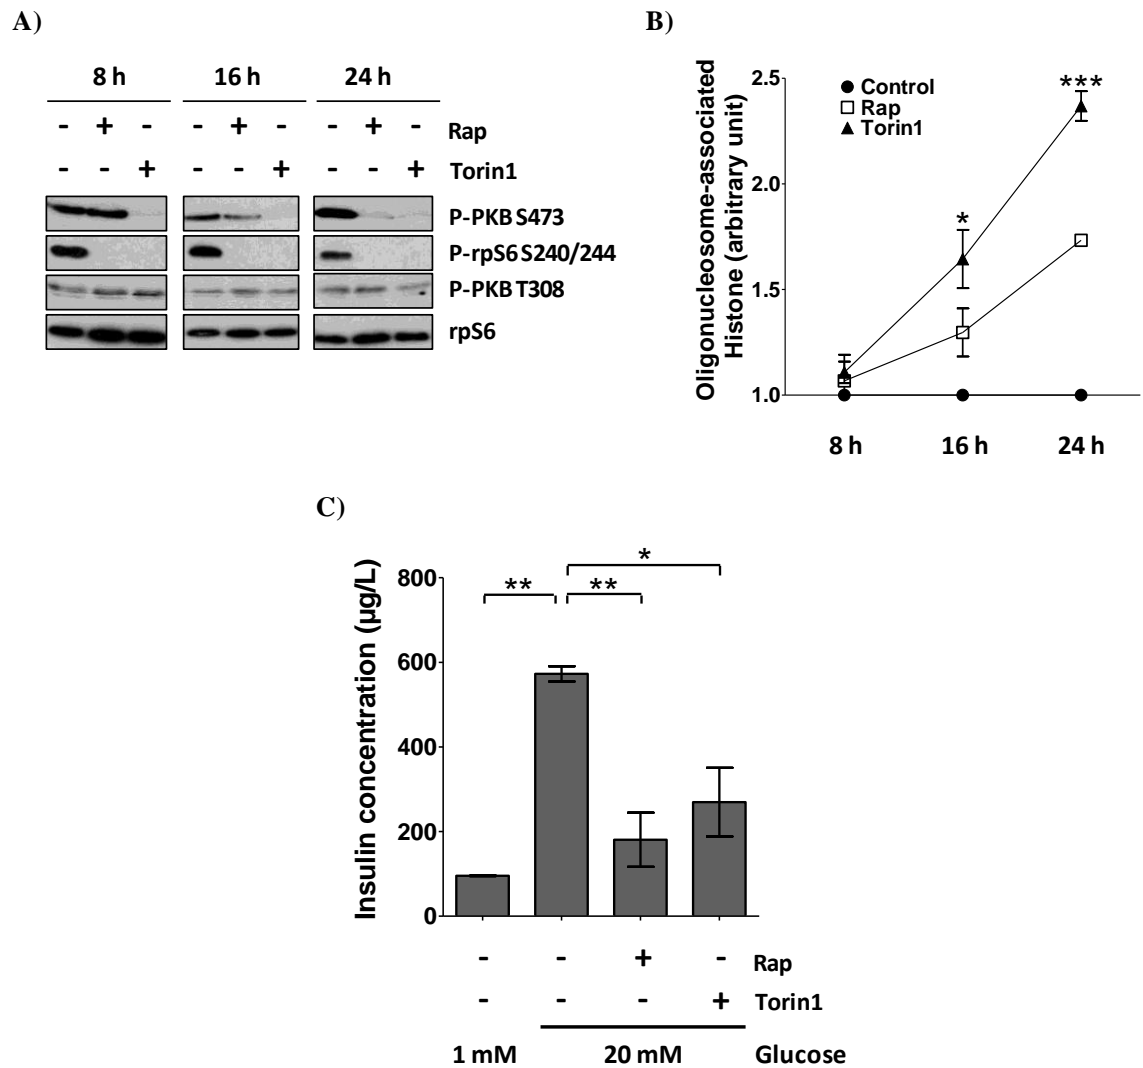 A)
8 h 16 h 24 h
- + - - + - - + - Rap
- - + - - + - - + Torin1
P-PKB S473
P-rpS6 S240/244
P-PKB T308
rpS6
B)
Oligonucleosome-associated
Histone (arbitrary unit)
2.5
2.0
1.5
1.0
Control
Rap
Torin1
*
***
8 h 16 h 24 h
C)
Insulin concentration (µg/L)
800
600
400
200
0
** ** *
- - + - Rap
- - - + Torin1
1 mM 20 mM Glucose